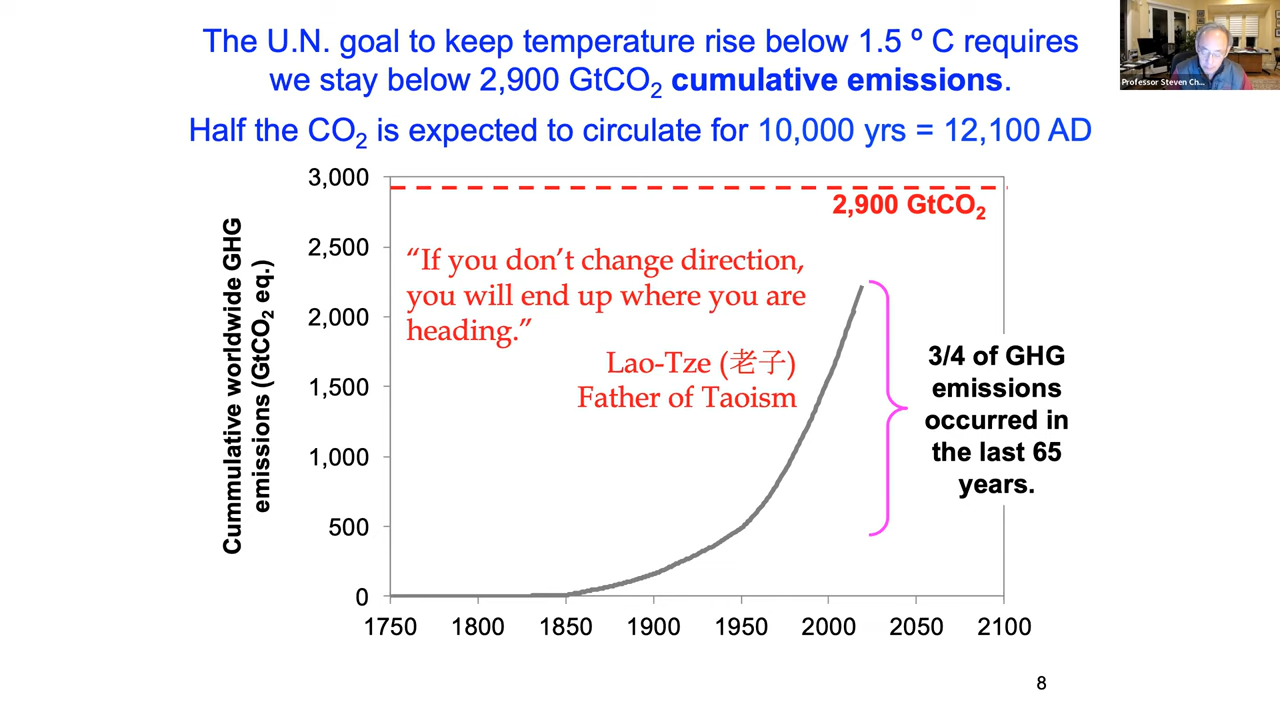 The U.N. goal to keep temperature rise below 1.5 º C requires
we stay below 2,900 GtCO₂ cumulative emissions.
Half the CO₂ is expected to circulate for 10,000 yrs = 12,100 AD
Professor Steven Ch...
Cummulative worldwide GHG
emissions (GtCO₂ eq.)
3,000
2,500
2,000
1,500
1,000
500
0
2,900 GtCO₂
“If you don’t change direction,
you will end up where you are
heading.”
Lao-Tze (老子)
Father of Taoism
3/4 of GHG
emissions
occurred in
the last 65
years.
1750 1800 1850 1900 1950 2000 2050 2100
8